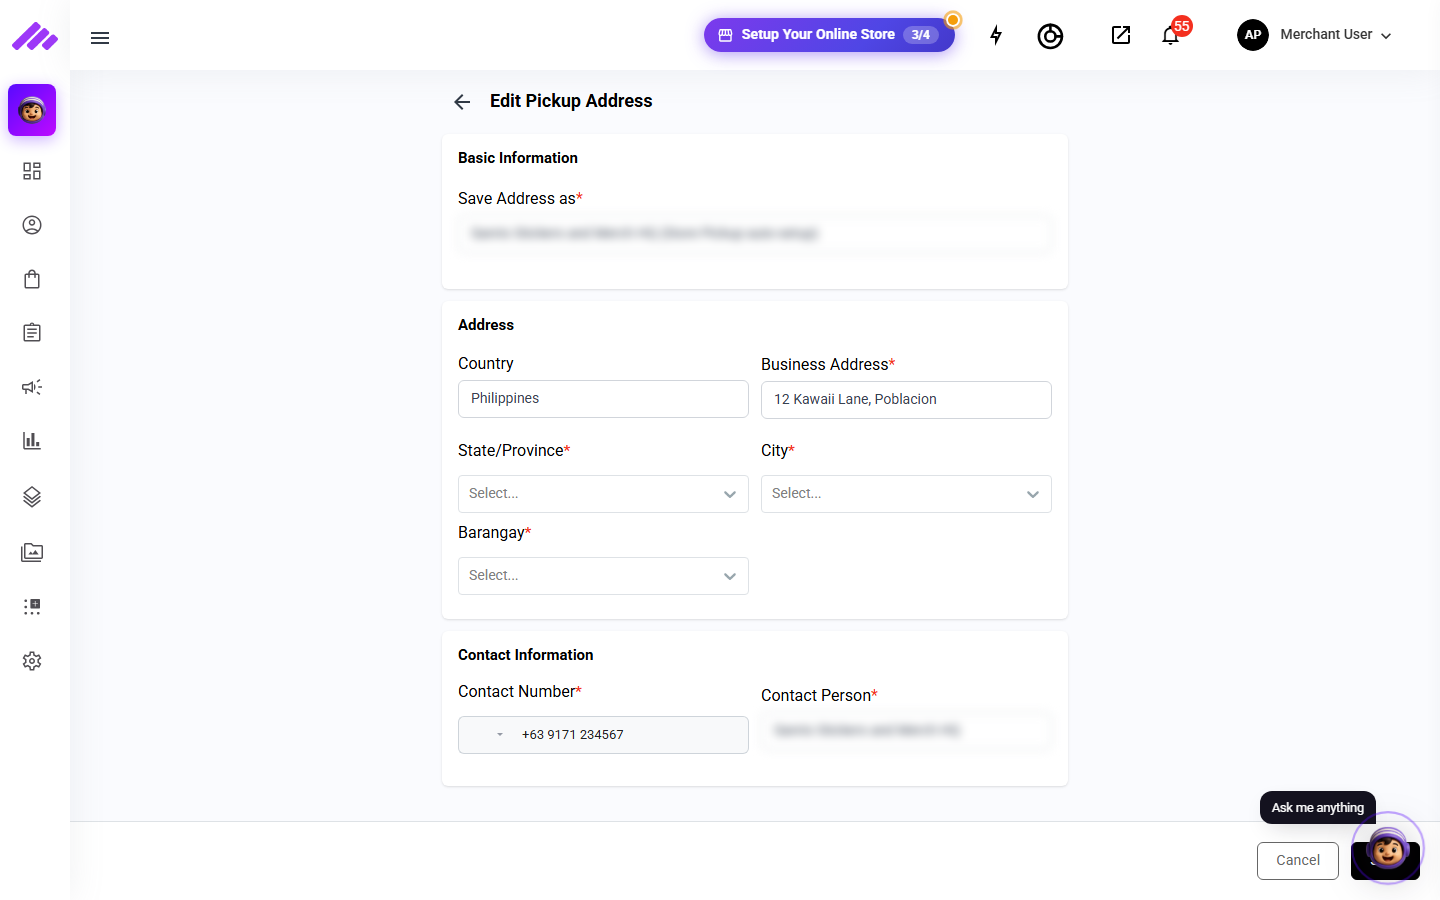 Setup Your Online Store 3/4
55
AP Merchant User
Edit Pickup Address
Basic Information
Save Address as*
Address
Country
Business Address*
Philippines
12 Kawaii Lane, Poblacion
State/Province*
City*
Select...
Select...
Barangay*
Select...
Contact Information
Contact Number*
Contact Person*
+63 9171 234567
Ask me anything
Cancel